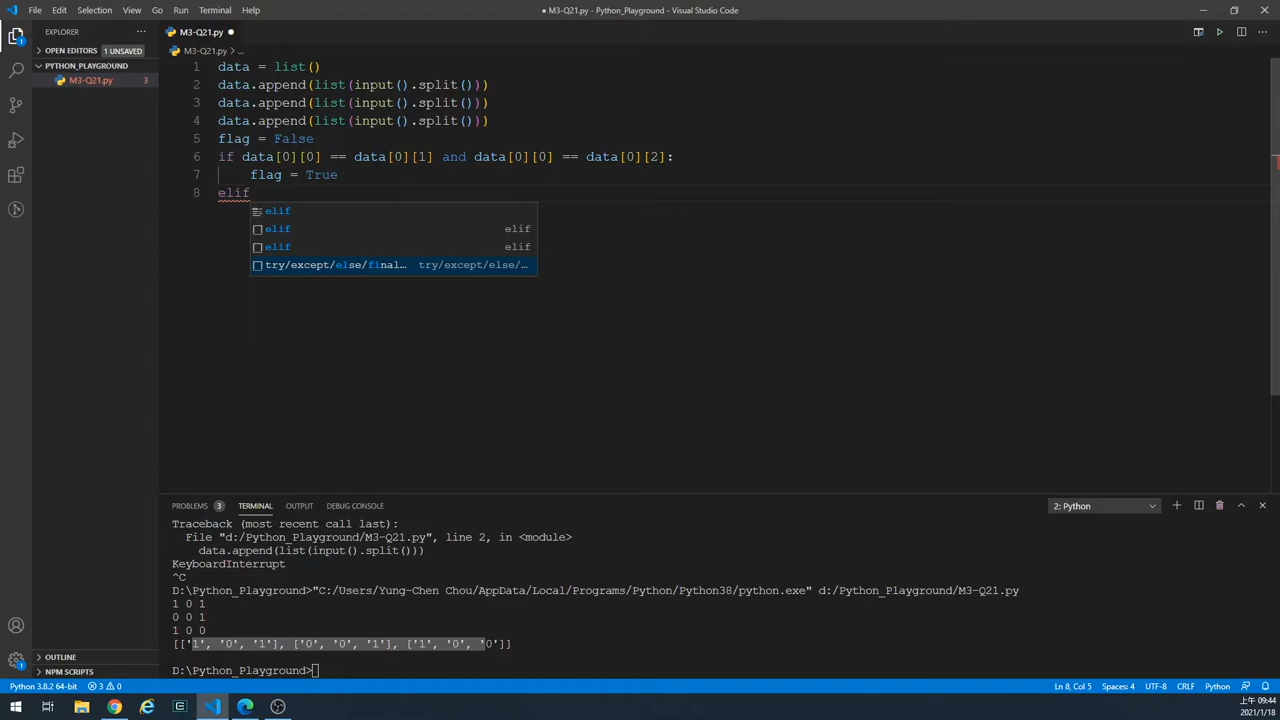 File Edit Selection View Go Run Terminal Help
● M3-Q21.py - Python_Playground - Visual Studio Code
EXPLORER
OPEN EDITORS 1 UNSAVED
PYTHON_PLAYGROUND
M3-Q21.py 3
OUTLINE
NPM SCRIPTS
1
M3-Q21.py ●
M3-Q21.py > ...
1 data = list()
2 data.append(list(input().split()))
3 data.append(list(input().split()))
4 data.append(list(input().split()))
5 flag = False
6 if data[0][0] == data[0][1] and data[0][0] == data[0][2]:
7 flag = True
8 elif
elif
elif elif
elif elif
try/except/else/final... try/except/else/...
PROBLEMS 3 TERMINAL OUTPUT DEBUG CONSOLE 2: Python
Traceback (most recent call last):
File "d:/Python_Playground/M3-Q21.py", line 2, in <module>
data.append(list(input().split()))
KeyboardInterrupt
^C
D:\Python_Playground>"C:/Users/Yung-Chen Chou/AppData/Local/Programs/Python/Python38/python.exe" d:/Python_Playground/M3-Q21.py
1 0 1
0 0 1
1 0 0
[['1', '0', '1'], ['0', '0', '1'], ['1', '0', '0']]
D:\Python_Playground>
Python 3.8.2 64-bit 3 0 Ln 8, Col 5 Spaces: 4 UTF-8 CRLF Python
上午 09:44
2021/1/18